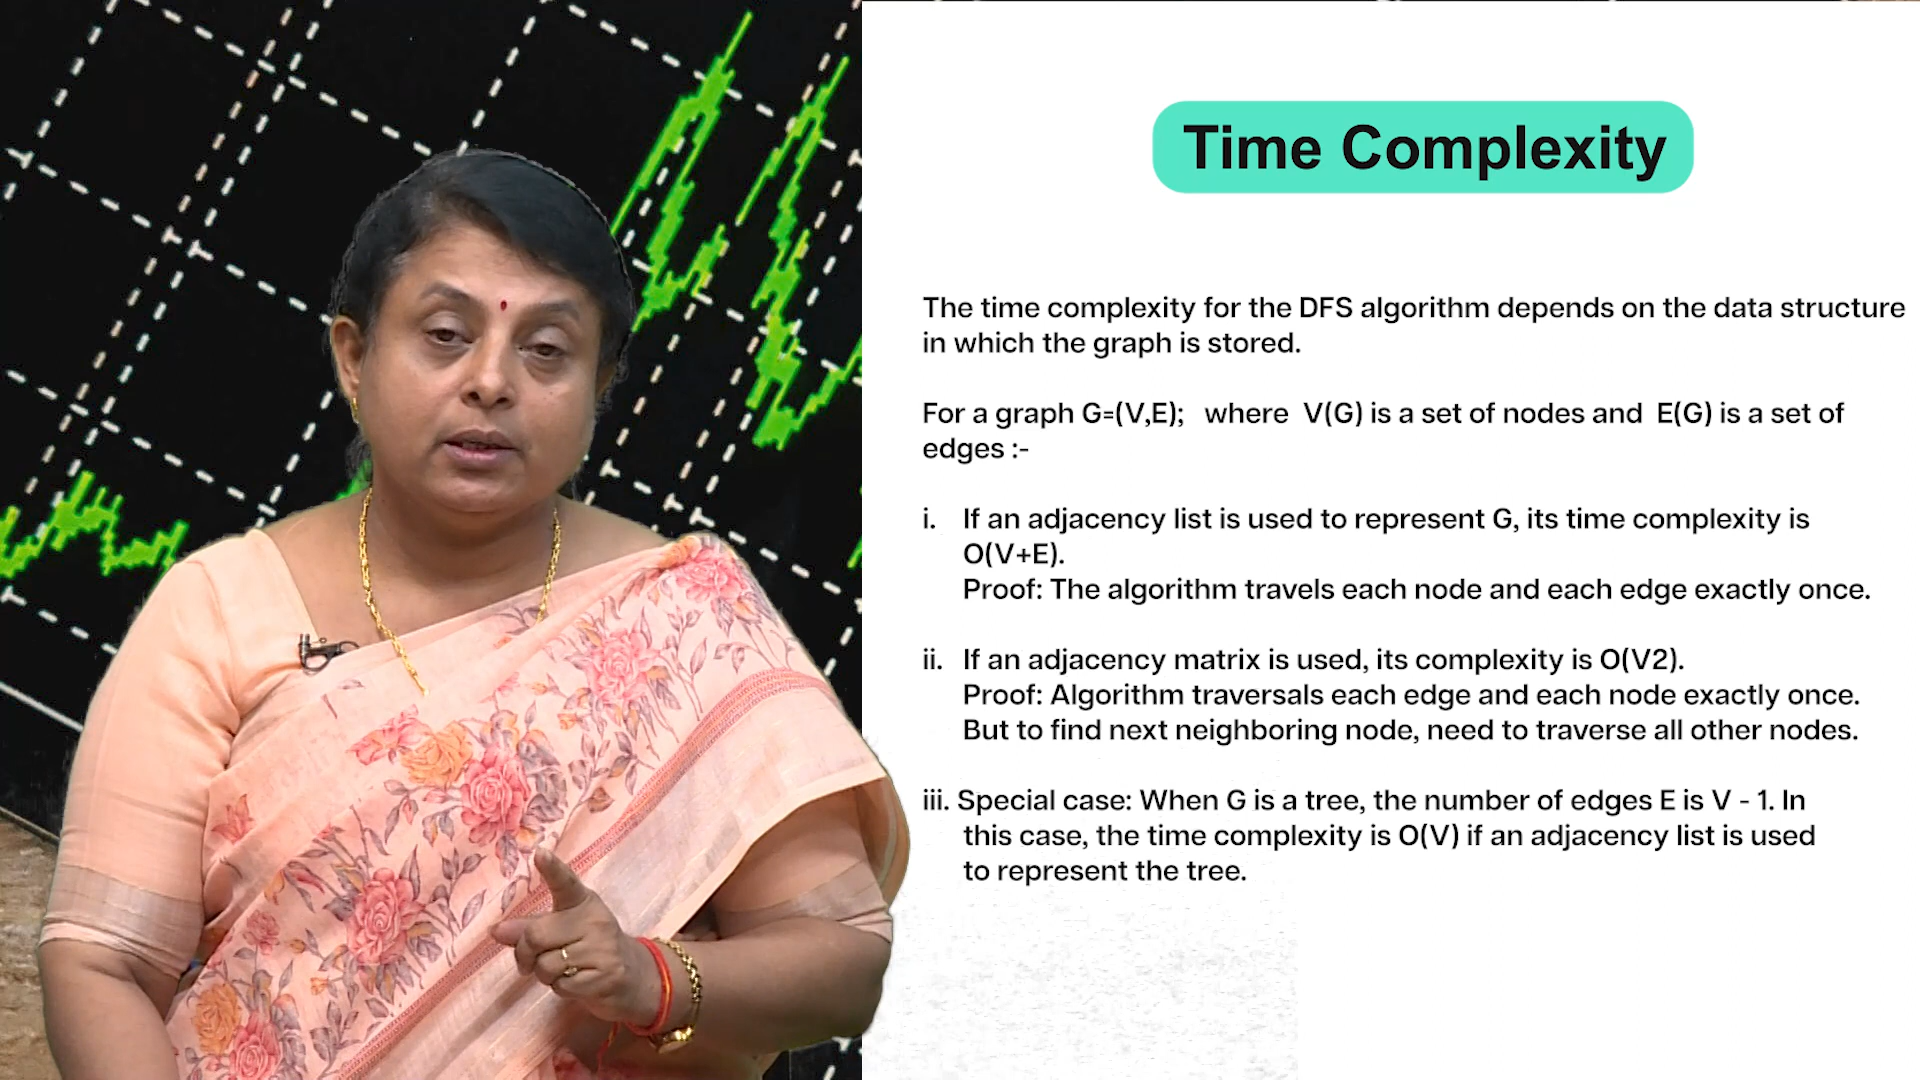 Time Complexity
The time complexity for the DFS algorithm depends on the data structure
in which the graph is stored.
For a graph G=(V,E); where V(G) is a set of nodes and E(G) is a set of
edges :-
i. If an adjacency list is used to represent G, its time complexity is
O(V+E).
Proof: The algorithm travels each node and each edge exactly once.
ii. If an adjacency matrix is used, its complexity is O(V2).
Proof: Algorithm traversals each edge and each node exactly once.
But to find next neighboring node, need to traverse all other nodes.
iii. Special case: When G is a tree, the number of edges E is V - 1. In
this case, the time complexity is O(V) if an adjacency list is used
to represent the tree.